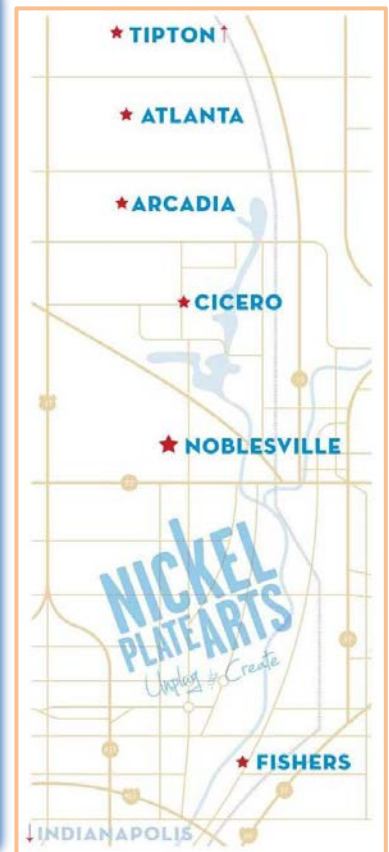 TIPTON↑
ATLANTA
ARCADIA
CICERO
NOBLESVILLE
NICKEL
PLATE ARTS
Unplug & Create
FISHERS
↓INDIANAPOLIS